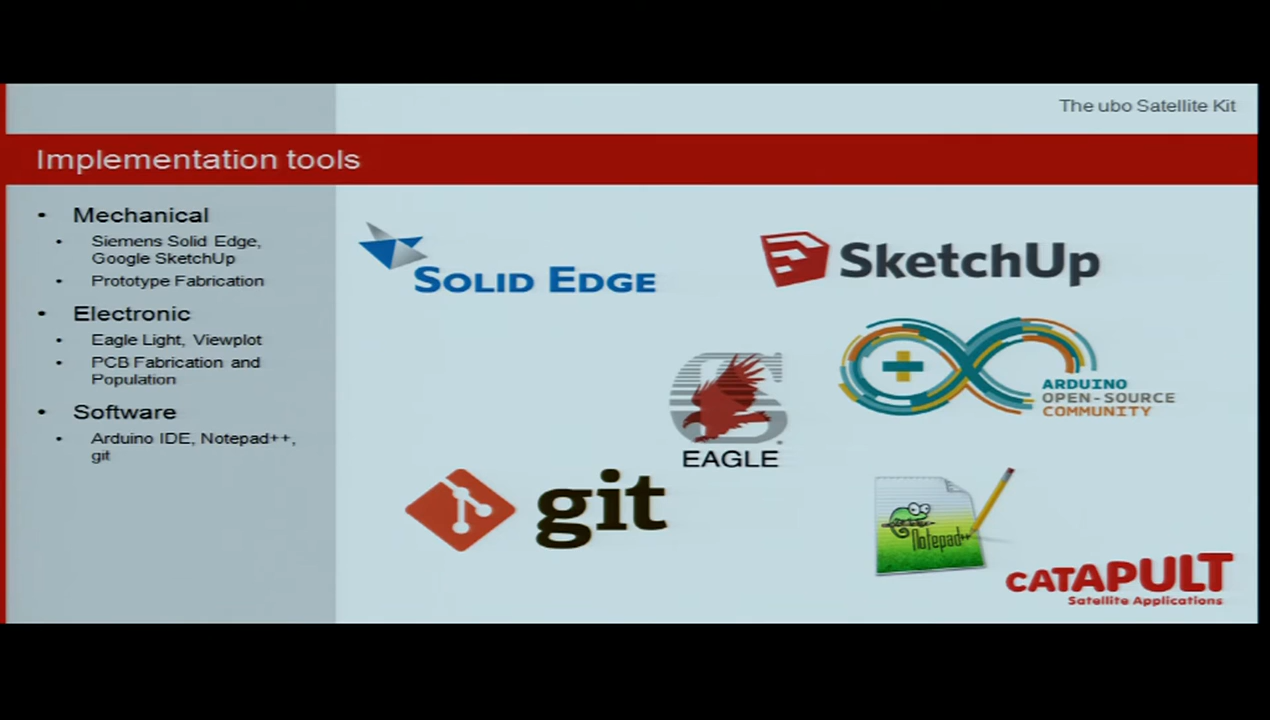 The ubo Satellite Kit
Implementation tools
• Mechanical
• Siemens Solid Edge,
Google SketchUp
• Prototype Fabrication
• Electronic
• Eagle Light, Viewplot
• PCB Fabrication and
Population
• Software
• Arduino IDE, Notepad++,
git
SOLID EDGE
SketchUp
ARDUINO
OPEN-SOURCE
COMMUNITY
EAGLE
git
Notepad++
CATAPULT
Satellite Applications